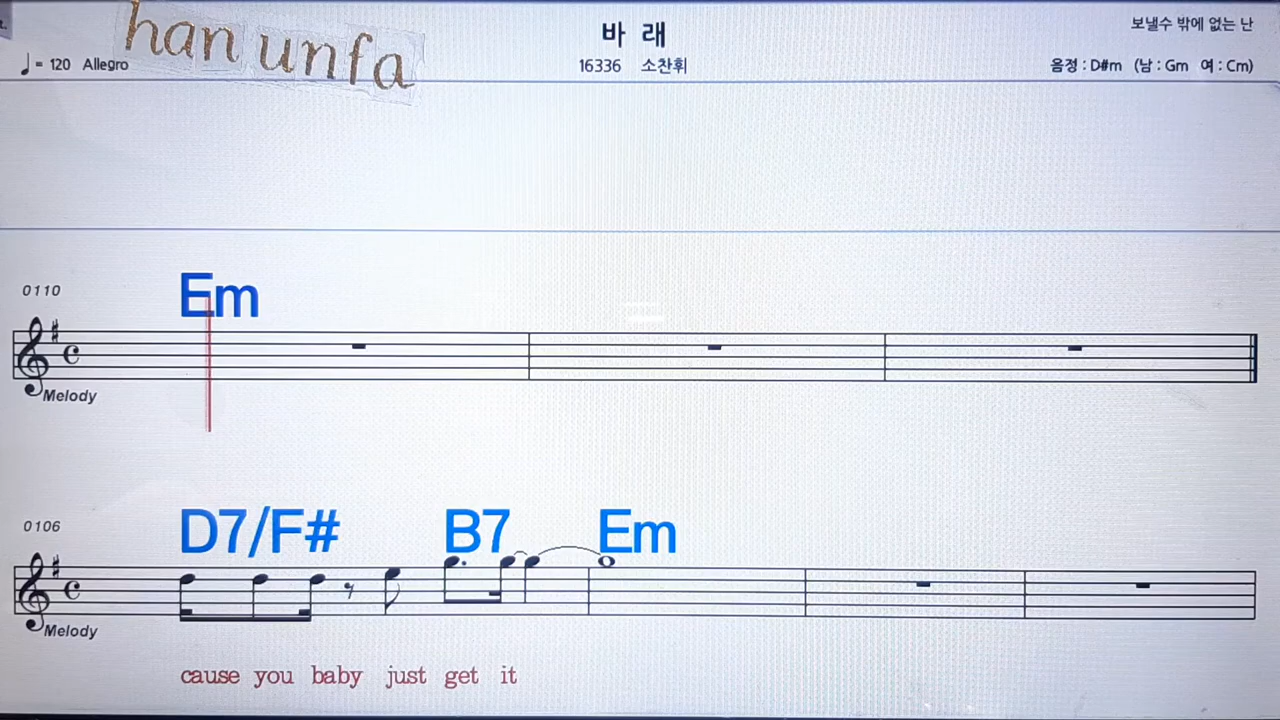 han unfa
바 래
보낼수 밖에 없는 난
♩ = 120 Allegro
16336 소찬휘
음정 : D#m (남 : Gm 여 : Cm)
Em
0110
Melody
D7/F# B7 Em
0106
Melody
cause you baby just get it